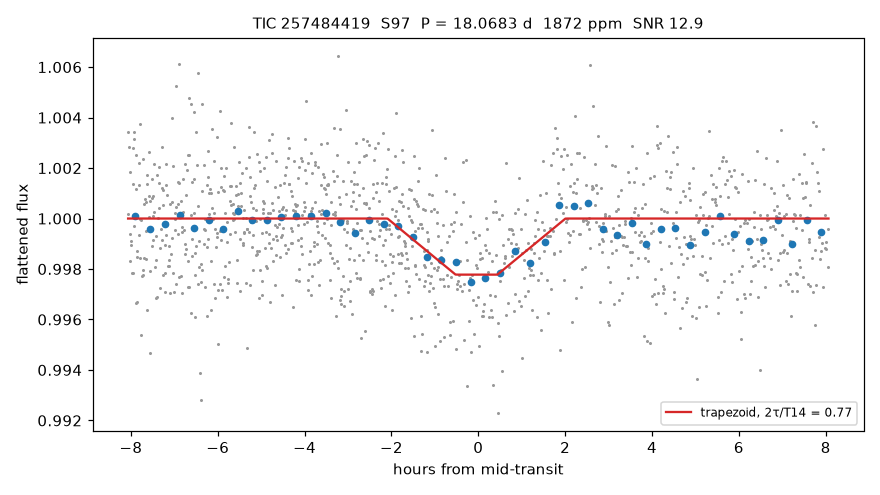 TIC 257484419  S97  P = 18.0683 d  1872 ppm  SNR 12.9
flattened flux
1.006
1.004
1.002
1.000
0.998
0.996
0.994
0.992
trapezoid, 2τ/T14 = 0.77
−8 −6 −4 −2 0 2 4 6 8
hours from mid-transit